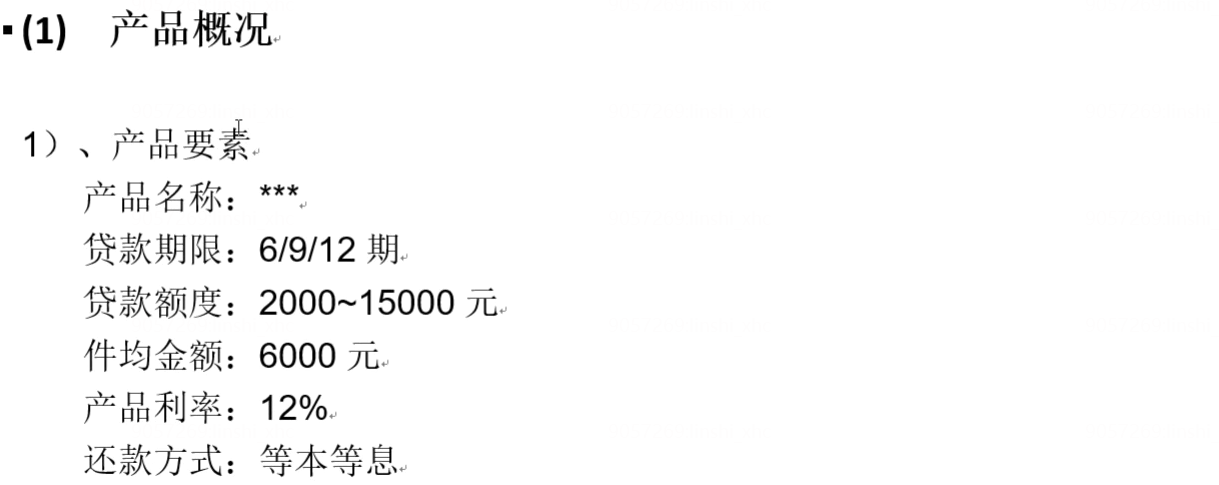 (1) 产品概况
1）、产品要素
产品名称：***
贷款期限：6/9/12 期
贷款额度：2000~15000 元
件均金额：6000 元
产品利率：12%
还款方式：等本等息